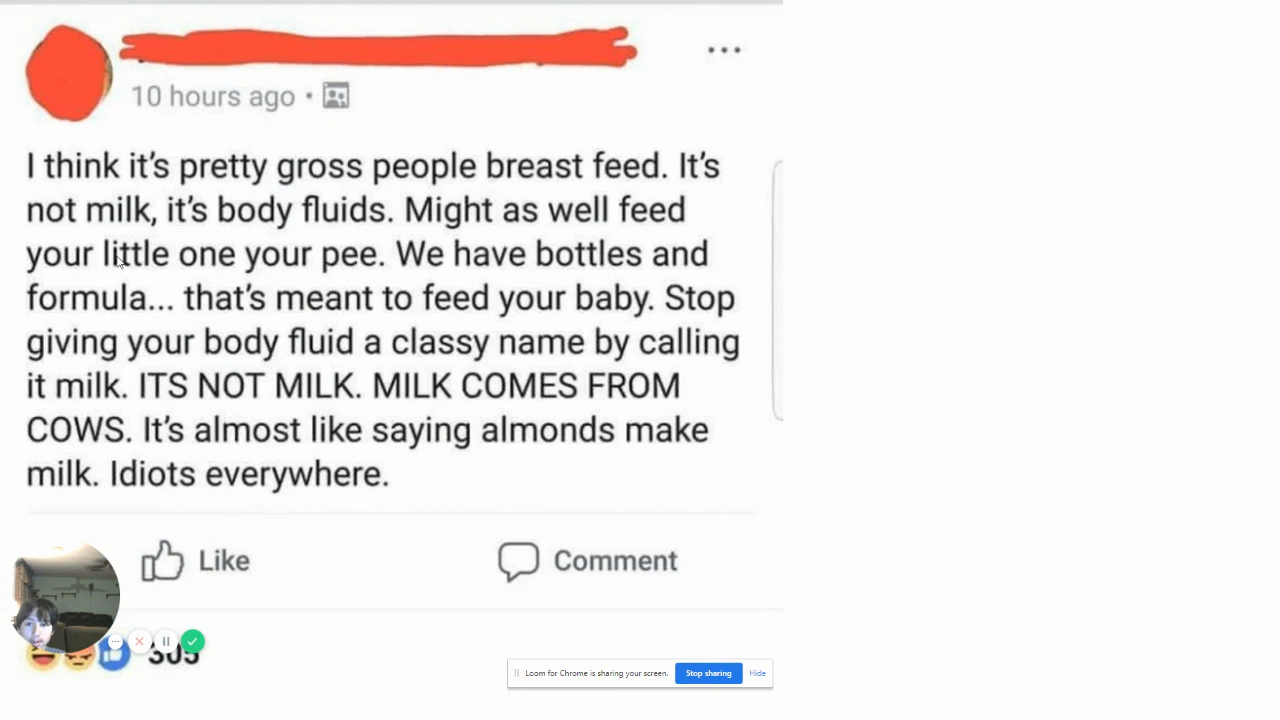 10 hours ago •
I think it's pretty gross people breast feed. It's
not milk, it's body fluids. Might as well feed
your little one your pee. We have bottles and
formula... that's meant to feed your baby. Stop
giving your body fluid a classy name by calling
it milk. ITS NOT MILK. MILK COMES FROM
COWS. It's almost like saying almonds make
milk. Idiots everywhere.
Like
Comment
305
Loom for Chrome is sharing your screen.
Stop sharing
Hide